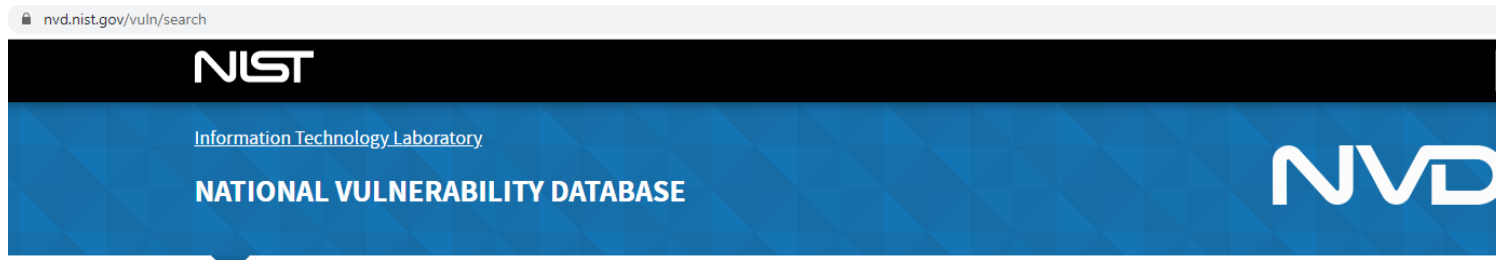 nvd.nist.gov/vuln/search
NIST
Information Technology Laboratory
NATIONAL VULNERABILITY DATABASE
NVD